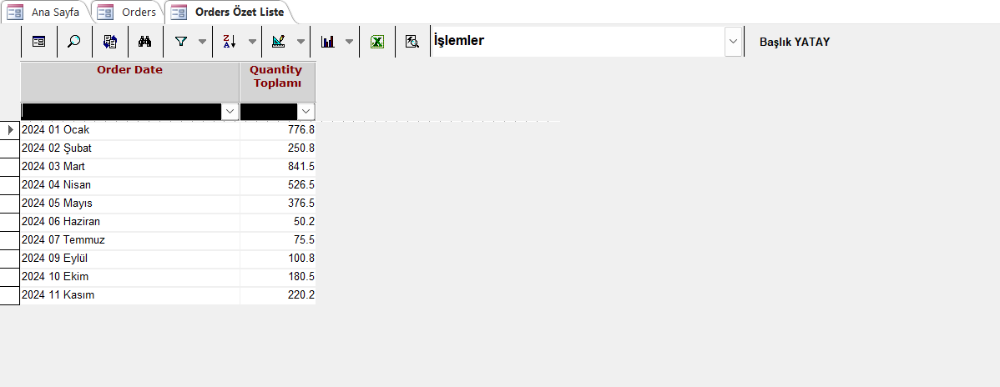 Ana Sayfa Orders Orders Özet Liste
İşlemler Başlık YATAY
Order Date Quantity
Toplamı
2024 01 Ocak 776.8
2024 02 Şubat 250.8
2024 03 Mart 841.5
2024 04 Nisan 526.5
2024 05 Mayıs 376.5
2024 06 Haziran 50.2
2024 07 Temmuz 75.5
2024 09 Eylül 100.8
2024 10 Ekim 180.5
2024 11 Kasım 220.2